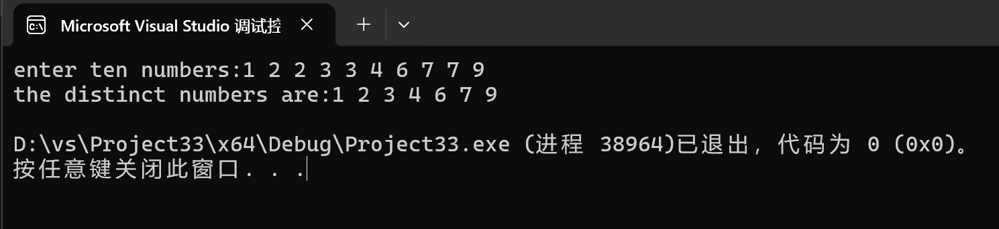 Microsoft Visual Studio 调试控
enter ten numbers:1 2 2 3 3 4 6 7 7 9
the distinct numbers are:1 2 3 4 6 7 9
D:\vs\Project33\x64\Debug\Project33.exe (进程 38964)已退出，代码为 0 (0x0)。
按任意键关闭此窗口. . .